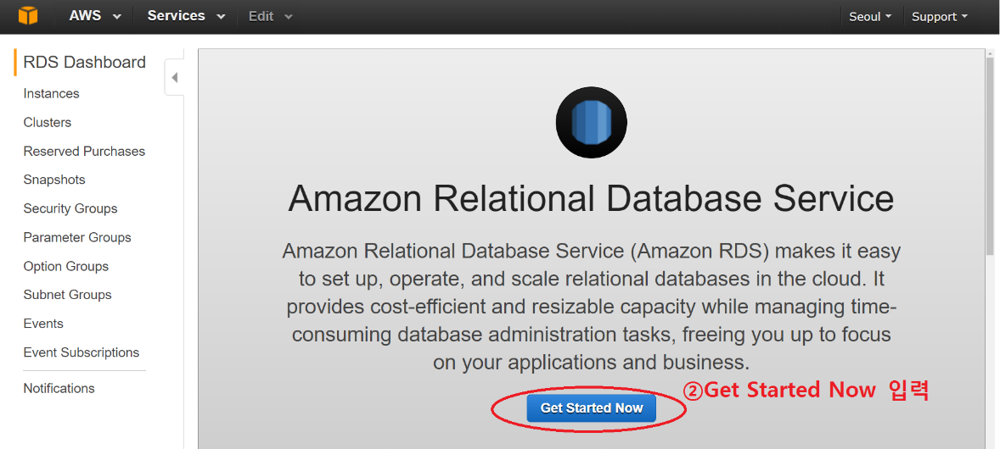 AWS Services Edit Seoul Support
RDS Dashboard
Instances
Clusters
Reserved Purchases
Snapshots
Security Groups
Parameter Groups
Option Groups
Subnet Groups
Events
Event Subscriptions
Notifications
Amazon Relational Database Service
Amazon Relational Database Service (Amazon RDS) makes it easy
to set up, operate, and scale relational databases in the cloud. It
provides cost-efficient and resizable capacity while managing time-
consuming database administration tasks, freeing you up to focus
on your applications and business.
②Get Started Now 입력
Get Started Now